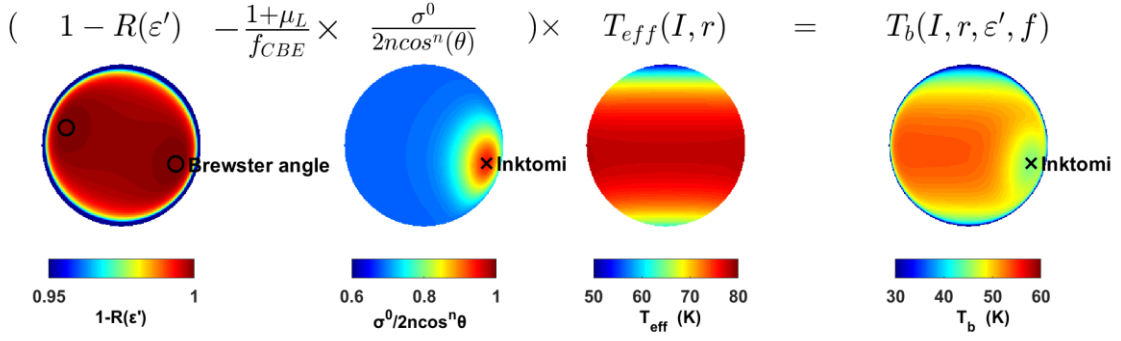 ( 1 − R(ε′) − (1+μ_L)/f_CBE × σ⁰/2ncosⁿ(θ) ) × T_eff(I, r) = T_b(I, r, ε′, f)
Brewster angle
Inktomi
Inktomi
0.95 1
0.6 0.8 1
50 60 70 80
30 40 50 60
1-R(ε')
σ⁰/2ncosⁿθ
T_eff (K)
T_b (K)